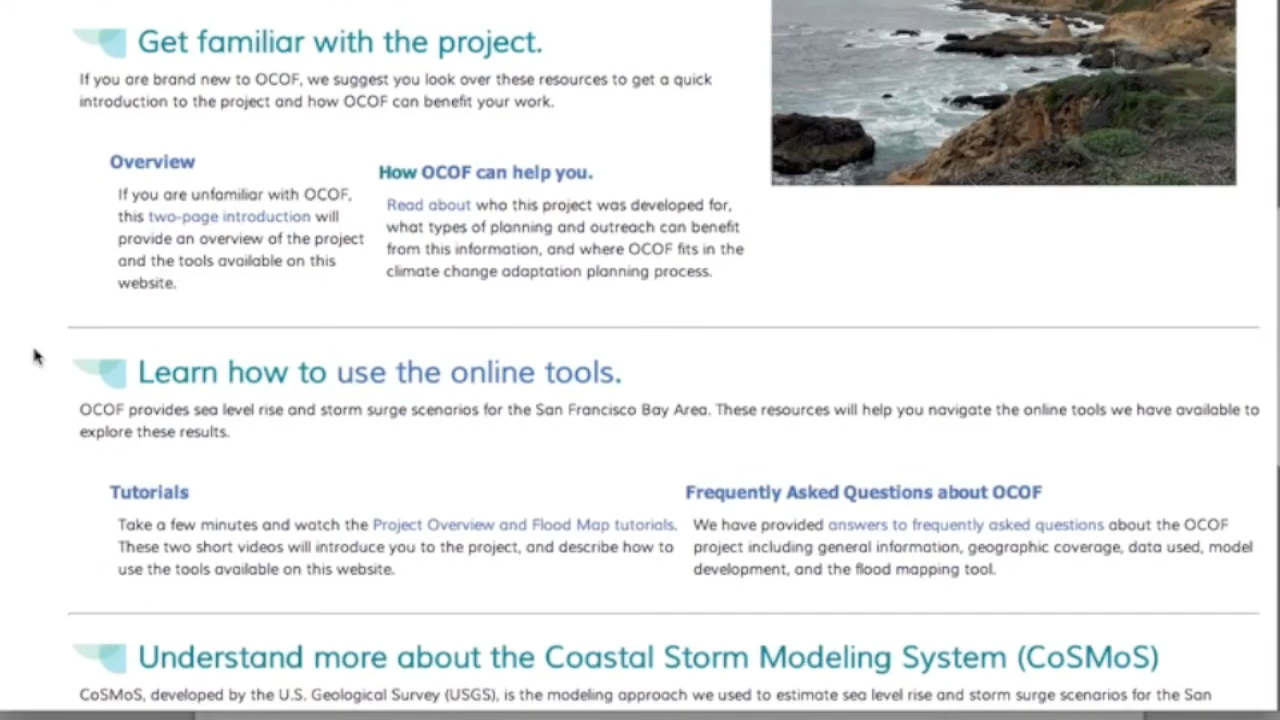 Get familiar with the project.
If you are brand new to OCOF, we suggest you look over these resources to get a quick
introduction to the project and how OCOF can benefit your work.
Overview
If you are unfamiliar with OCOF,
this two-page introduction will
provide an overview of the project
and the tools available on this
website.
How OCOF can help you.
Read about who this project was developed for,
what types of planning and outreach can benefit
from this information, and where OCOF fits in the
climate change adaptation planning process.
Learn how to use the online tools.
OCOF provides sea level rise and storm surge scenarios for the San Francisco Bay Area. These resources will help you navigate the online tools we have available to
explore these results.
Tutorials
Take a few minutes and watch the Project Overview and Flood Map tutorials.
These two short videos will introduce you to the project, and describe how to
use the tools available on this website.
Frequently Asked Questions about OCOF
We have provided answers to frequently asked questions about the OCOF
project including general information, geographic coverage, data used, model
development, and the flood mapping tool.
Understand more about the Coastal Storm Modeling System (CoSMoS)
CoSMoS, developed by the U.S. Geological Survey (USGS), is the modeling approach we used to estimate sea level rise and storm surge scenarios for the San